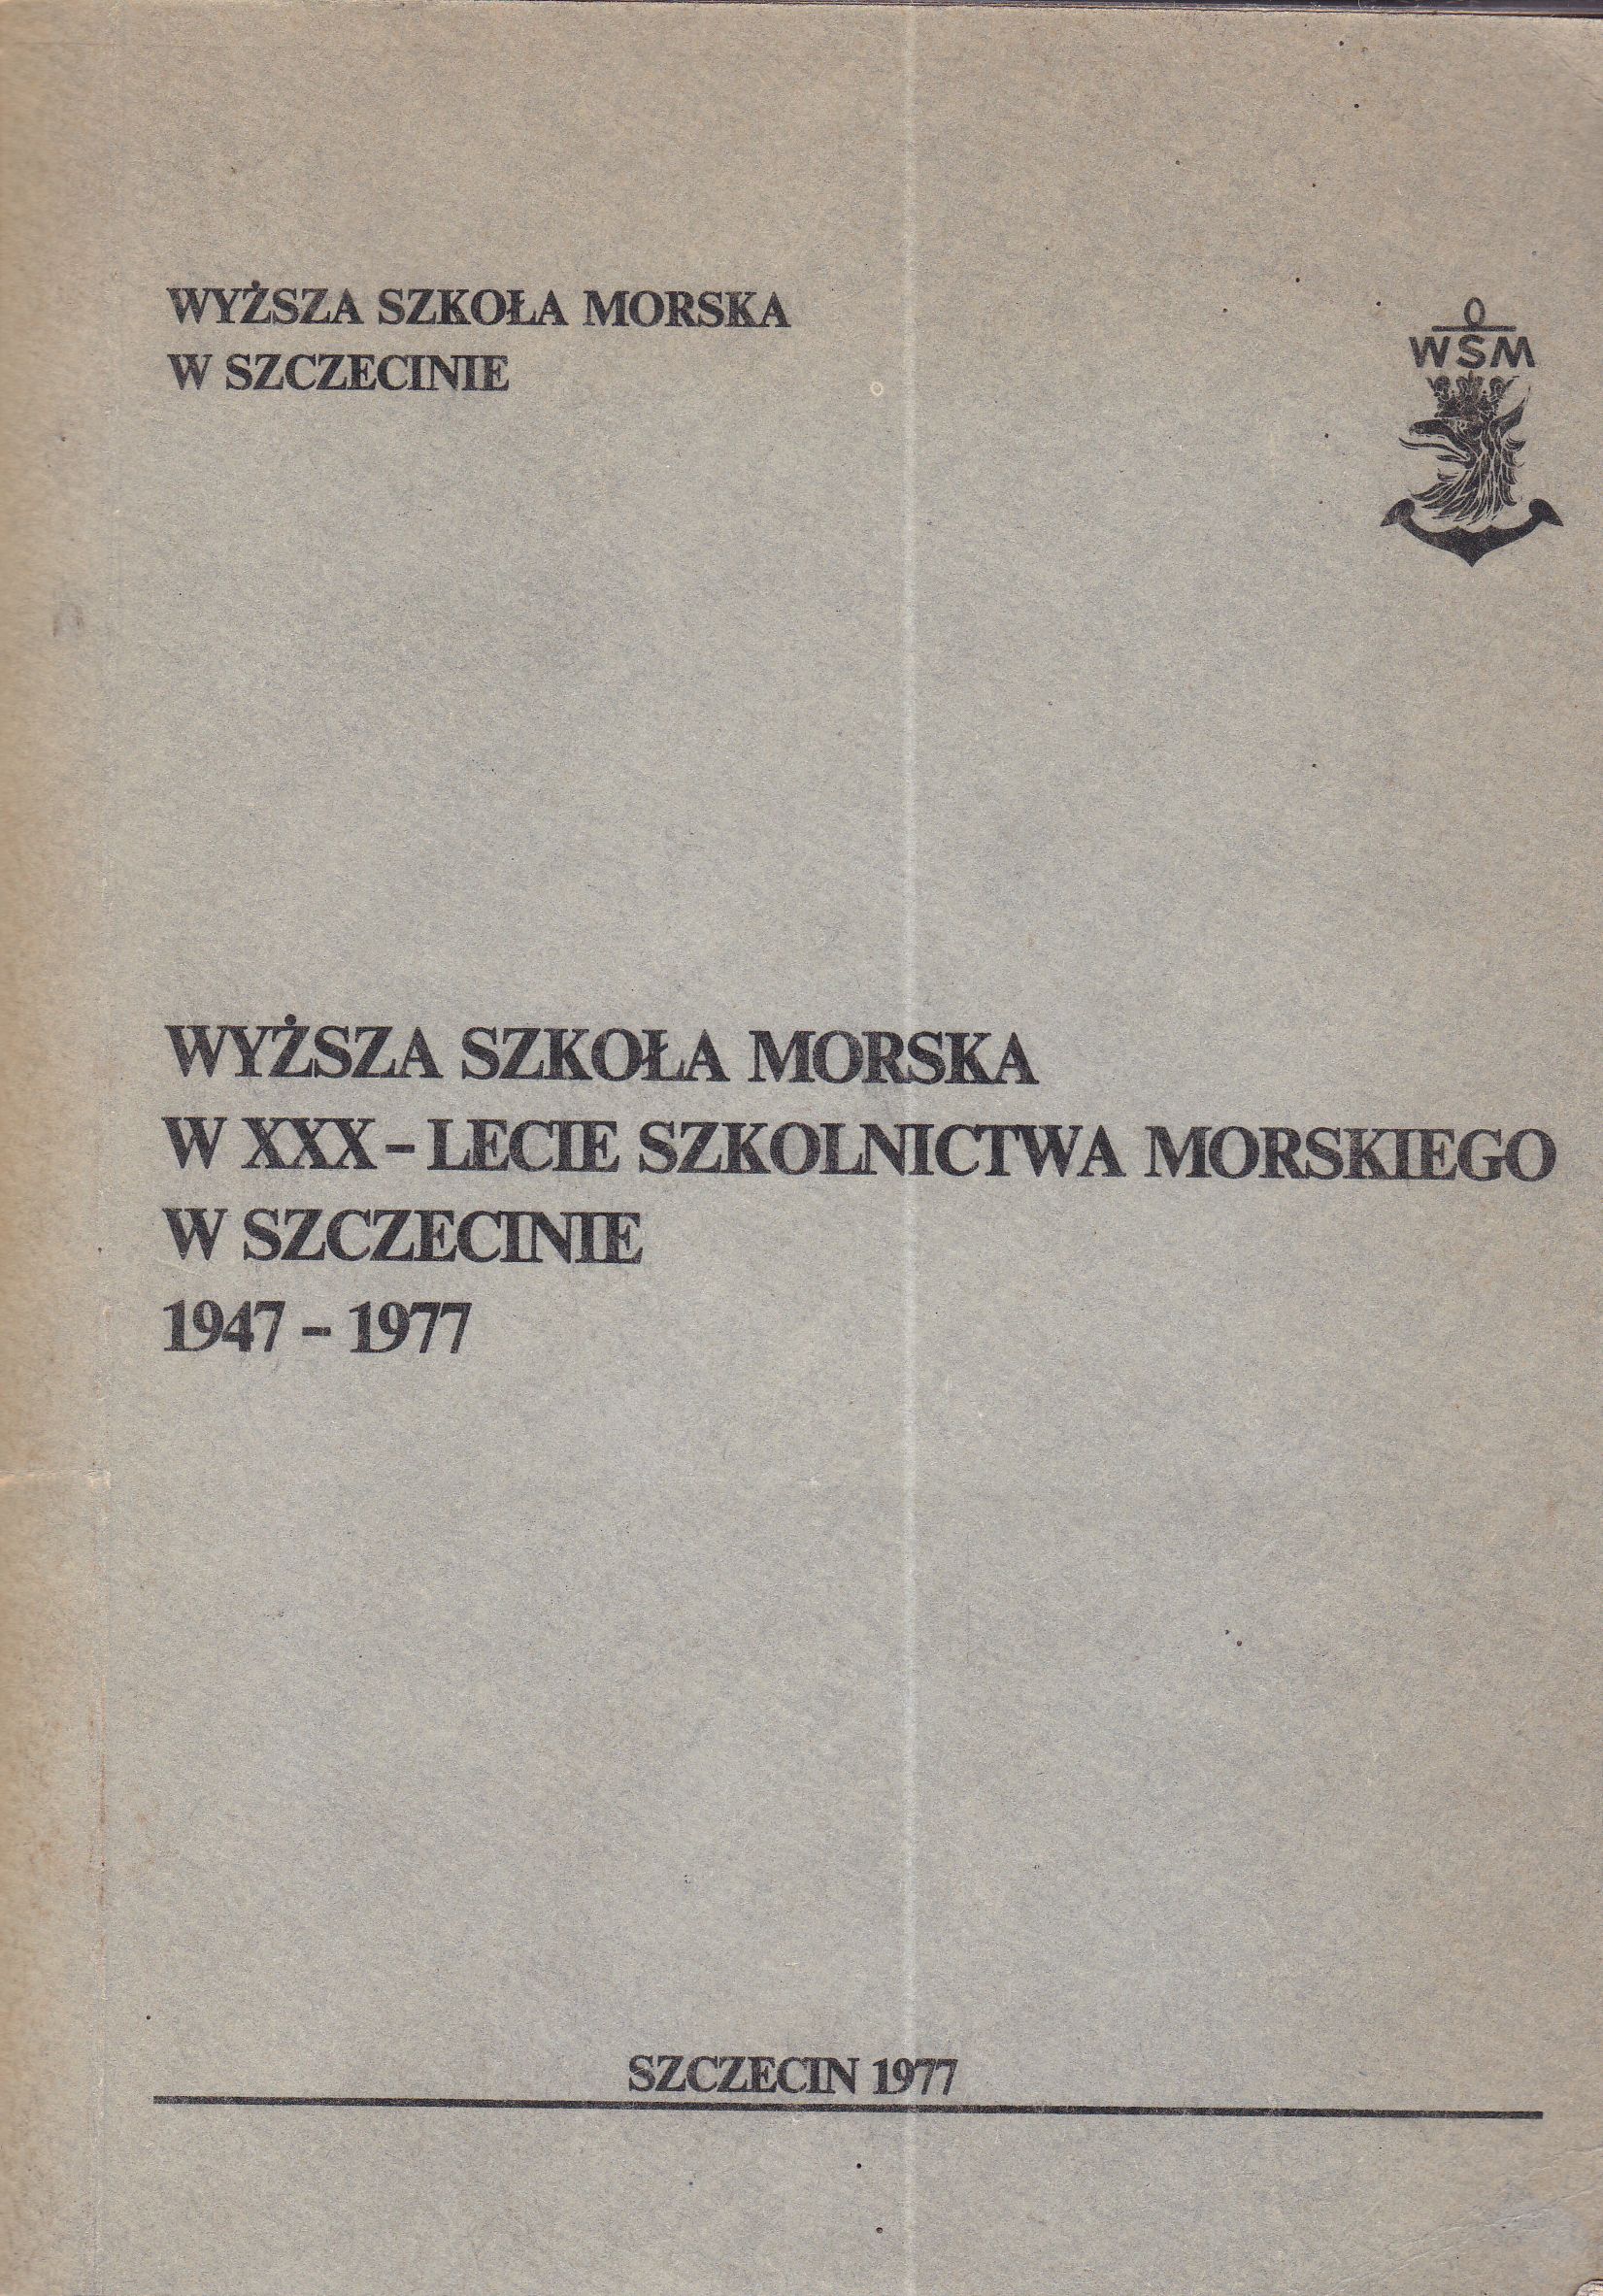 WYŻSZA SZKOŁA MORSKA
W SZCZECINIE
WSM
WYŻSZA SZKOŁA MORSKA
W XXX-LECIE SZKOLNICTWA MORSKIEGO
W SZCZECINIE
1947-1977
SZCZECIN 1977